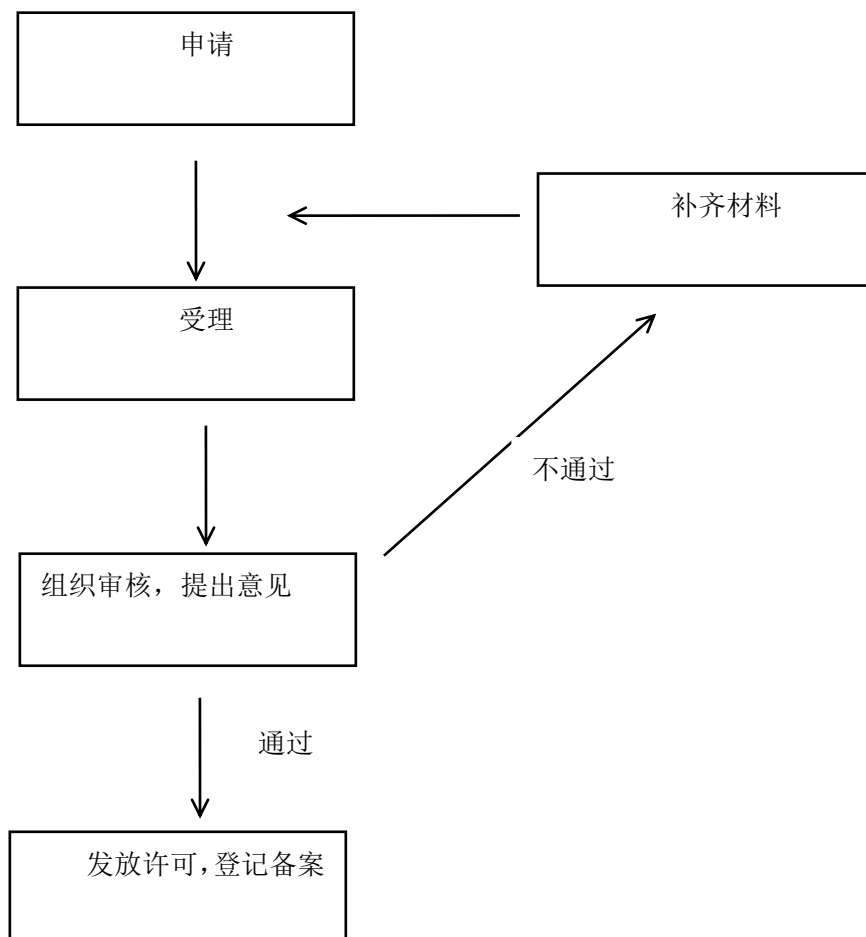 申请
补齐材料
受理
不通过
组织审核，提出意见
通过
发放许可，登记备案